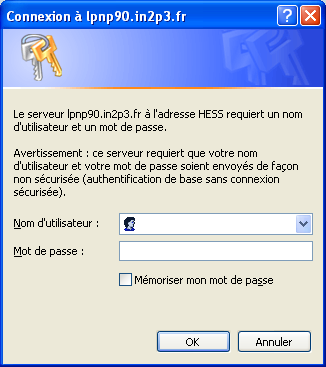 Connexion à lpnp90.in2p3.fr
Le serveur lpnp90.in2p3.fr à l'adresse HESS requiert un nom
d'utilisateur et un mot de passe.
Avertissement : ce serveur requiert que votre nom
d'utilisateur et votre mot de passe soient envoyés de façon
non sécurisée (authentification de base sans connexion
sécurisée).
Nom d'utilisateur :
Mot de passe :
Mémoriser mon mot de passe
OK
Annuler